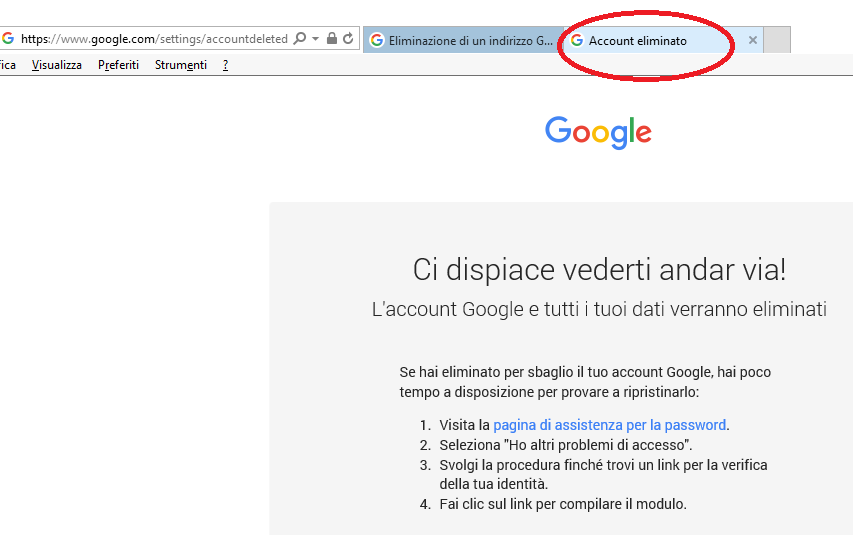 https://www.google.com/settings/accountdeleted
Eliminazione di un indirizzo G...
Account eliminato
ica Visualizza Preferiti Strumenti ?
Google
Ci dispiace vederti andar via!
L'account Google e tutti i tuoi dati verranno eliminati
Se hai eliminato per sbaglio il tuo account Google, hai poco
tempo a disposizione per provare a ripristinarlo:
1. Visita la pagina di assistenza per la password.
2. Seleziona "Ho altri problemi di accesso".
3. Svolgi la procedura finché trovi un link per la verifica
della tua identità.
4. Fai clic sul link per compilare il modulo.